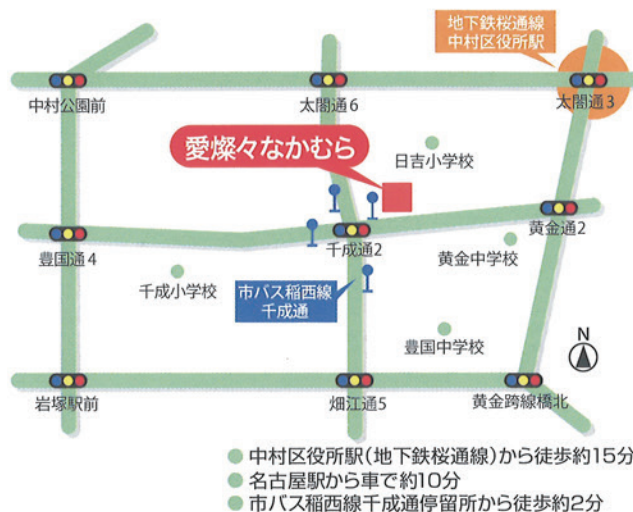 地下鉄桜通線
中村区役所駅
中村公園前
太閤通6
太閤通3
愛燦々なかむら
日吉小学校
豊国通4
千成通2
黄金通2
黄金中学校
千成小学校
市バス稲西線
千成通
豊国中学校
N
岩塚駅前
畑江通5
黄金跨線橋北
中村区役所駅(地下鉄桜通線)から徒歩約15分
名古屋駅から車で約10分
市バス稲西線千成通停留所から徒歩約2分